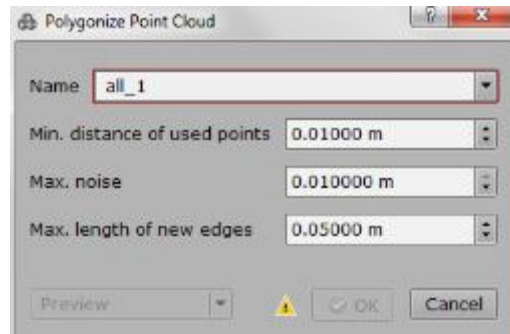 Polygonize Point Cloud
Name all_1
Min. distance of used points 0.01000 m
Max. noise 0.010000 m
Max. length of new edges 0.05000 m
Preview OK Cancel